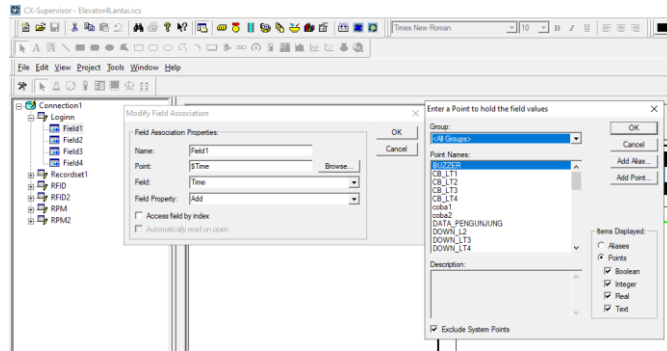 CX-Supervisor - Elevator4Lantai.scs
Times New Roman
10
B I U
File Edit View Project Tools Window Help
Connection1
Loginn
Field1
Field2
Field3
Field4
Recordset1
RFID
RFID2
RPM
RPM2
Modify Field Association
Field Association Properties:
Name:
Field1
Point:
$Time
Browse...
Field:
Time
Field Property:
Add
Access field by index
Automatically read on open
OK
Cancel
Enter a Point to hold the field values
Group:
<All Groups>
Point Names:
BUZZER
CB_LT1
CB_LT2
CB_LT3
CB_LT4
coba1
coba2
DATA_PENGUNJUNG
DOWN_L2
DOWN_LT3
DOWN_LT4
Description:
Exclude System Points
OK
Cancel
Add Alias...
Add Point...
Items Displayed:
Aliases
Points
Boolean
Integer
Real
Text